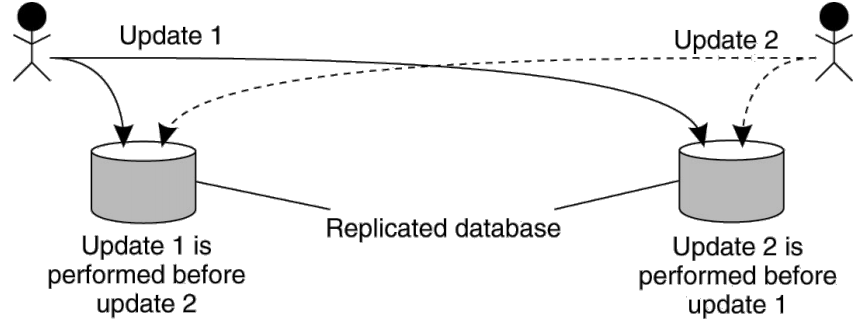 Update 1
Update 2
Replicated database
Update 1 is
performed before
update 2
Update 2 is
performed before
update 1